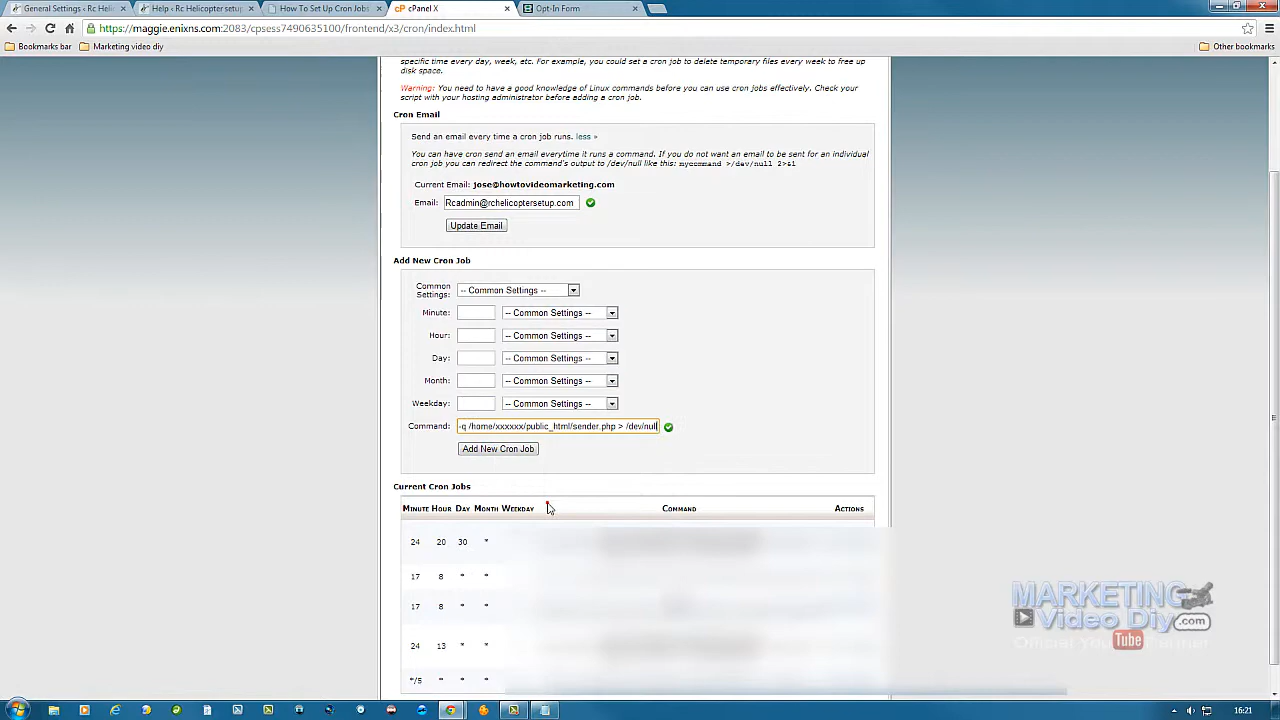 General Settings ‹ Rc Heli
Help ‹ Rc Helicopter setup
How To Set Up Cron Jobs
cPanel X
Opt-In Form
https://maggie.enixns.com:2083/cpsess7490635100/frontend/x3/cron/index.html
Bookmarks bar
Marketing video diy
Other bookmarks
specific time every day, week, etc. For example, you could set a cron job to delete temporary files every week to free up
disk space.
Warning: You need to have a good knowledge of Linux commands before you can use cron jobs effectively. Check your
script with your hosting administrator before adding a cron job.
Cron Email
Send an email every time a cron job runs. less »
You can have cron send an email everytime it runs a command. If you do not want an email to be sent for an individual
cron job you can redirect the command's output to /dev/null like this: mycommand >/dev/null 2>&1
Current Email: jose@howtovideomarketing.com
Email: Rcadmin@rchelicoptersetup.com
Update Email
Add New Cron Job
Common Settings: -- Common Settings --
Minute: -- Common Settings --
Hour: -- Common Settings --
Day: -- Common Settings --
Month: -- Common Settings --
Weekday: -- Common Settings --
Command: -q /home/xxxxxx/public_html/sender.php > /dev/null
Add New Cron Job
Current Cron Jobs
Minute Hour Day Month Weekday Command Actions
24 20 30 *
17 8 * *
17 8 * *
24 13 * *
*/5 * * *
MARKETING
Video Diy.com
Official YouTube Partner
16:21